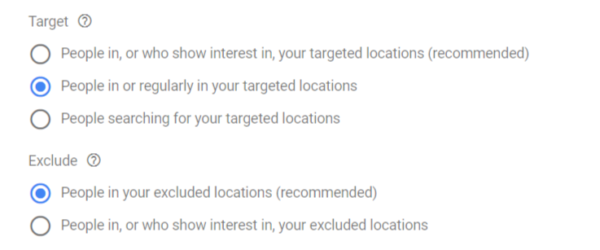 Target
People in, or who show interest in, your targeted locations (recommended)
People in or regularly in your targeted locations
People searching for your targeted locations
Exclude
People in your excluded locations (recommended)
People in, or who show interest in, your excluded locations